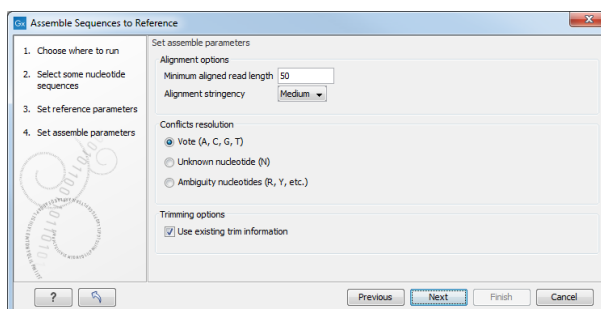 Gx Assemble Sequences to Reference
1. Choose where to run
2. Select some nucleotide
sequences
3. Set reference parameters
4. Set assemble parameters
Set assemble parameters
Alignment options
Minimum aligned read length 50
Alignment stringency Medium
Conflicts resolution
Vote (A, C, G, T)
Unknown nucleotide (N)
Ambiguity nucleotides (R, Y, etc.)
Trimming options
Use existing trim information
? Previous Next Finish Cancel